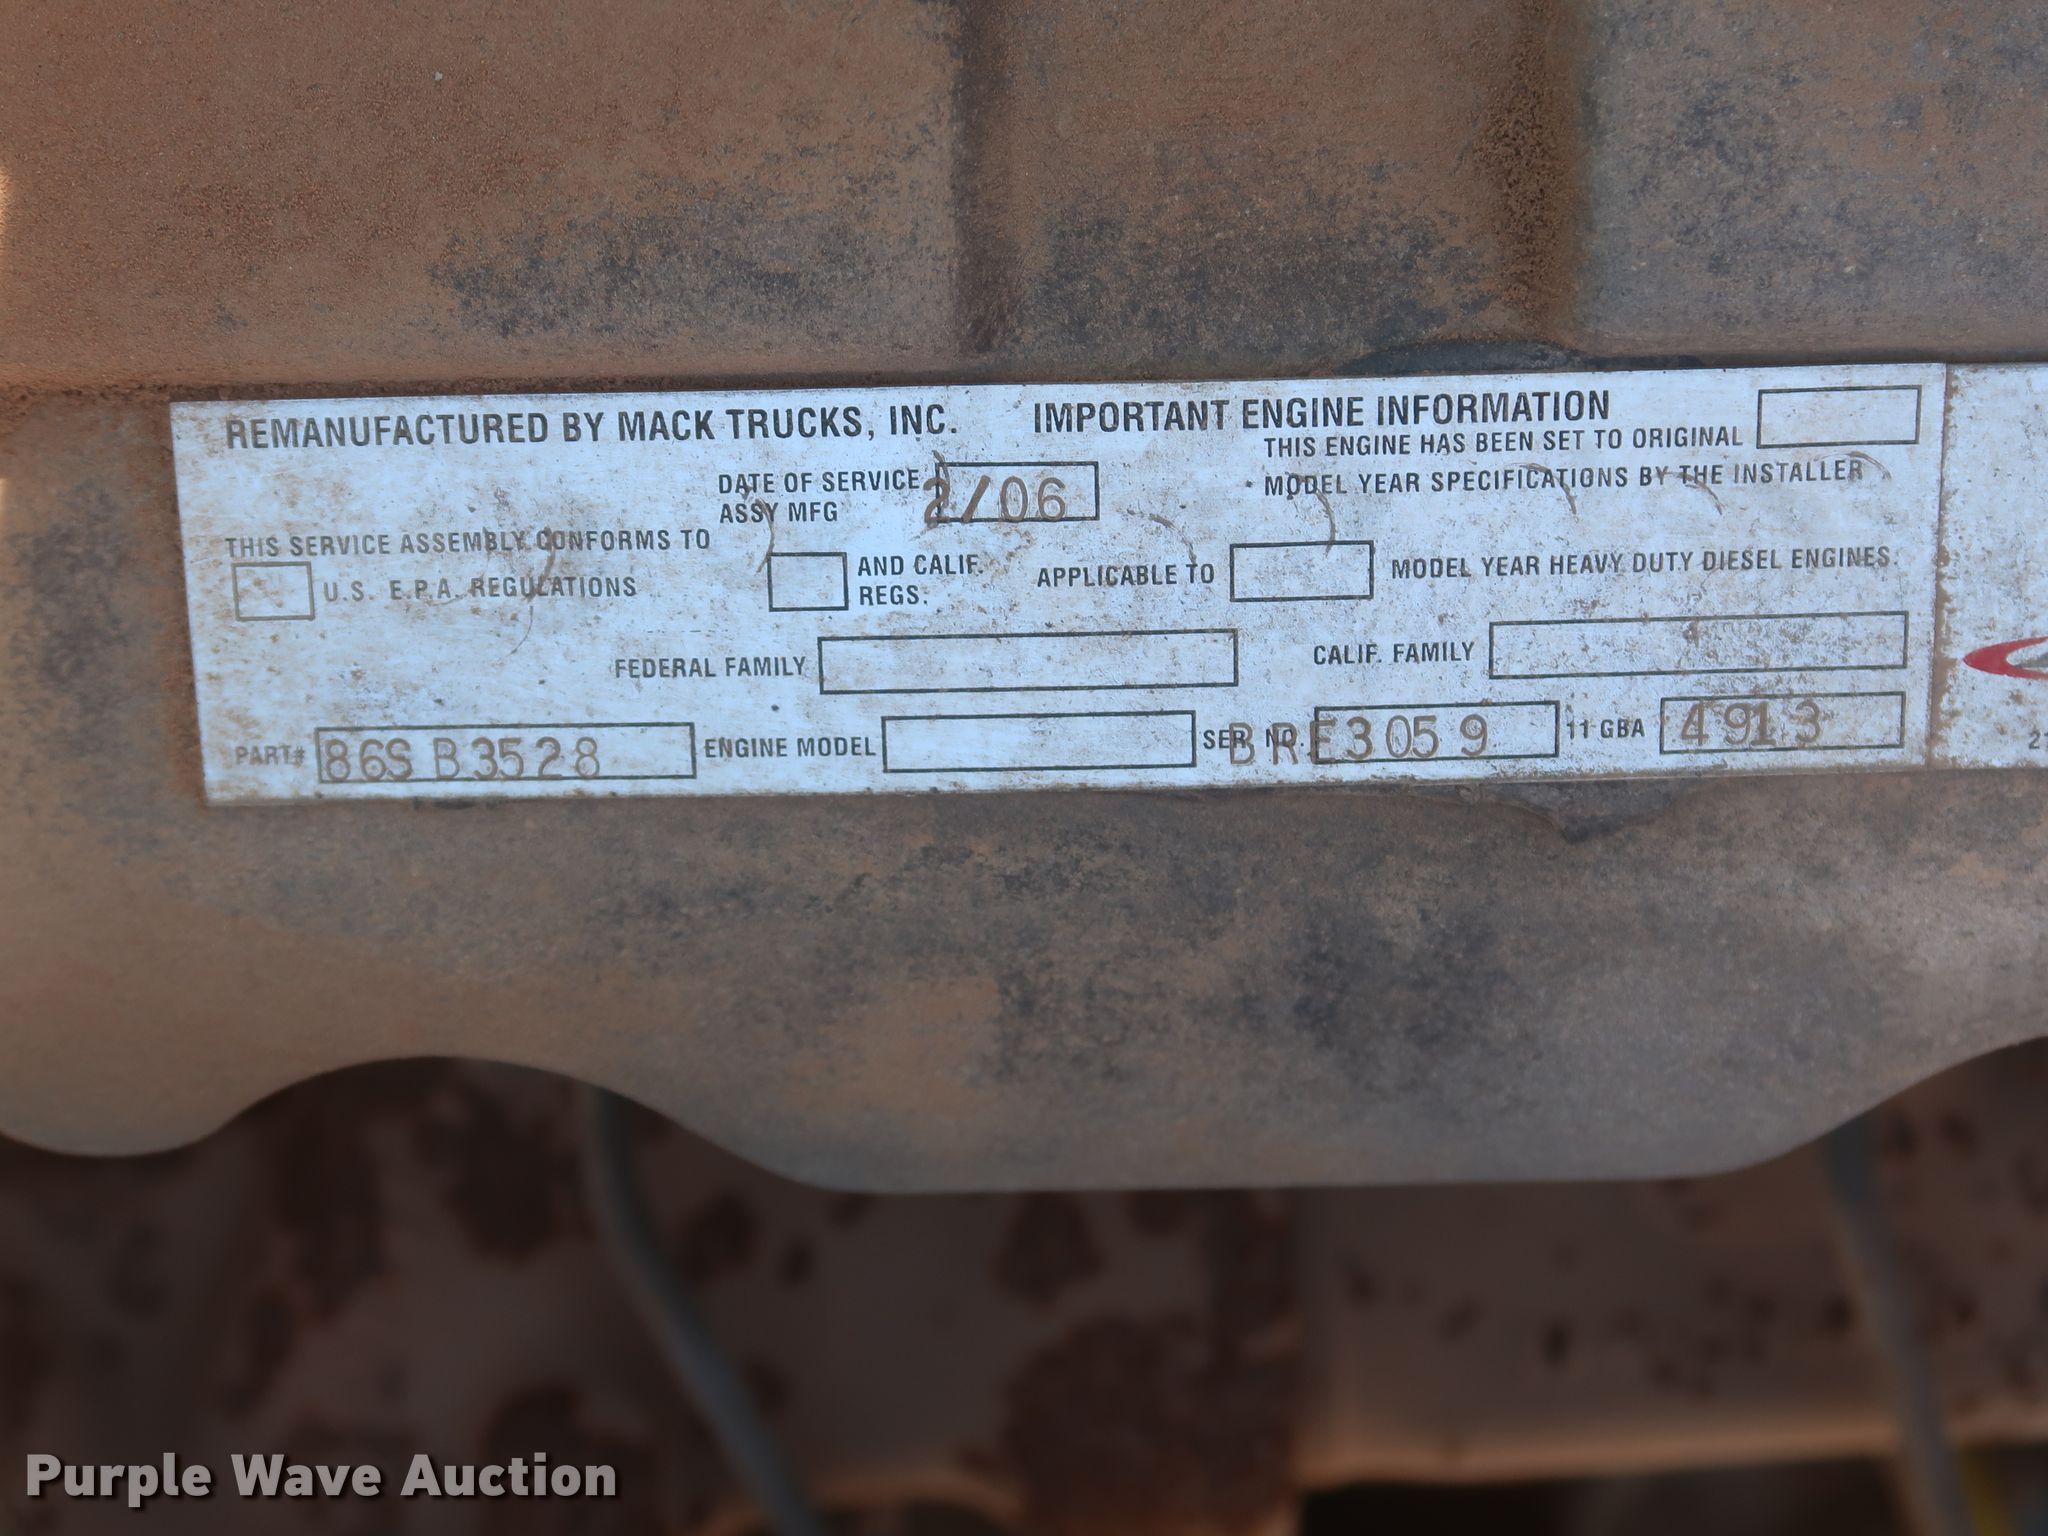 REMANUFACTURED BY MACK TRUCKS, INC. IMPORTANT ENGINE INFORMATION
THIS ENGINE HAS BEEN SET TO ORIGINAL
MODEL YEAR SPECIFICATIONS BY THE INSTALLER
DATE OF SERVICE
ASSY MFG 2/06
THIS SERVICE ASSEMBLY CONFORMS TO
U.S. E.P.A. REGULATIONS
AND CALIF.
REGS.
APPLICABLE TO
MODEL YEAR HEAVY DUTY DIESEL ENGINES.
FEDERAL FAMILY
CALIF. FAMILY
PART# 86SB3528 ENGINE MODEL SER. NO. BRE3059 11 GBA 4913
Purple Wave Auction